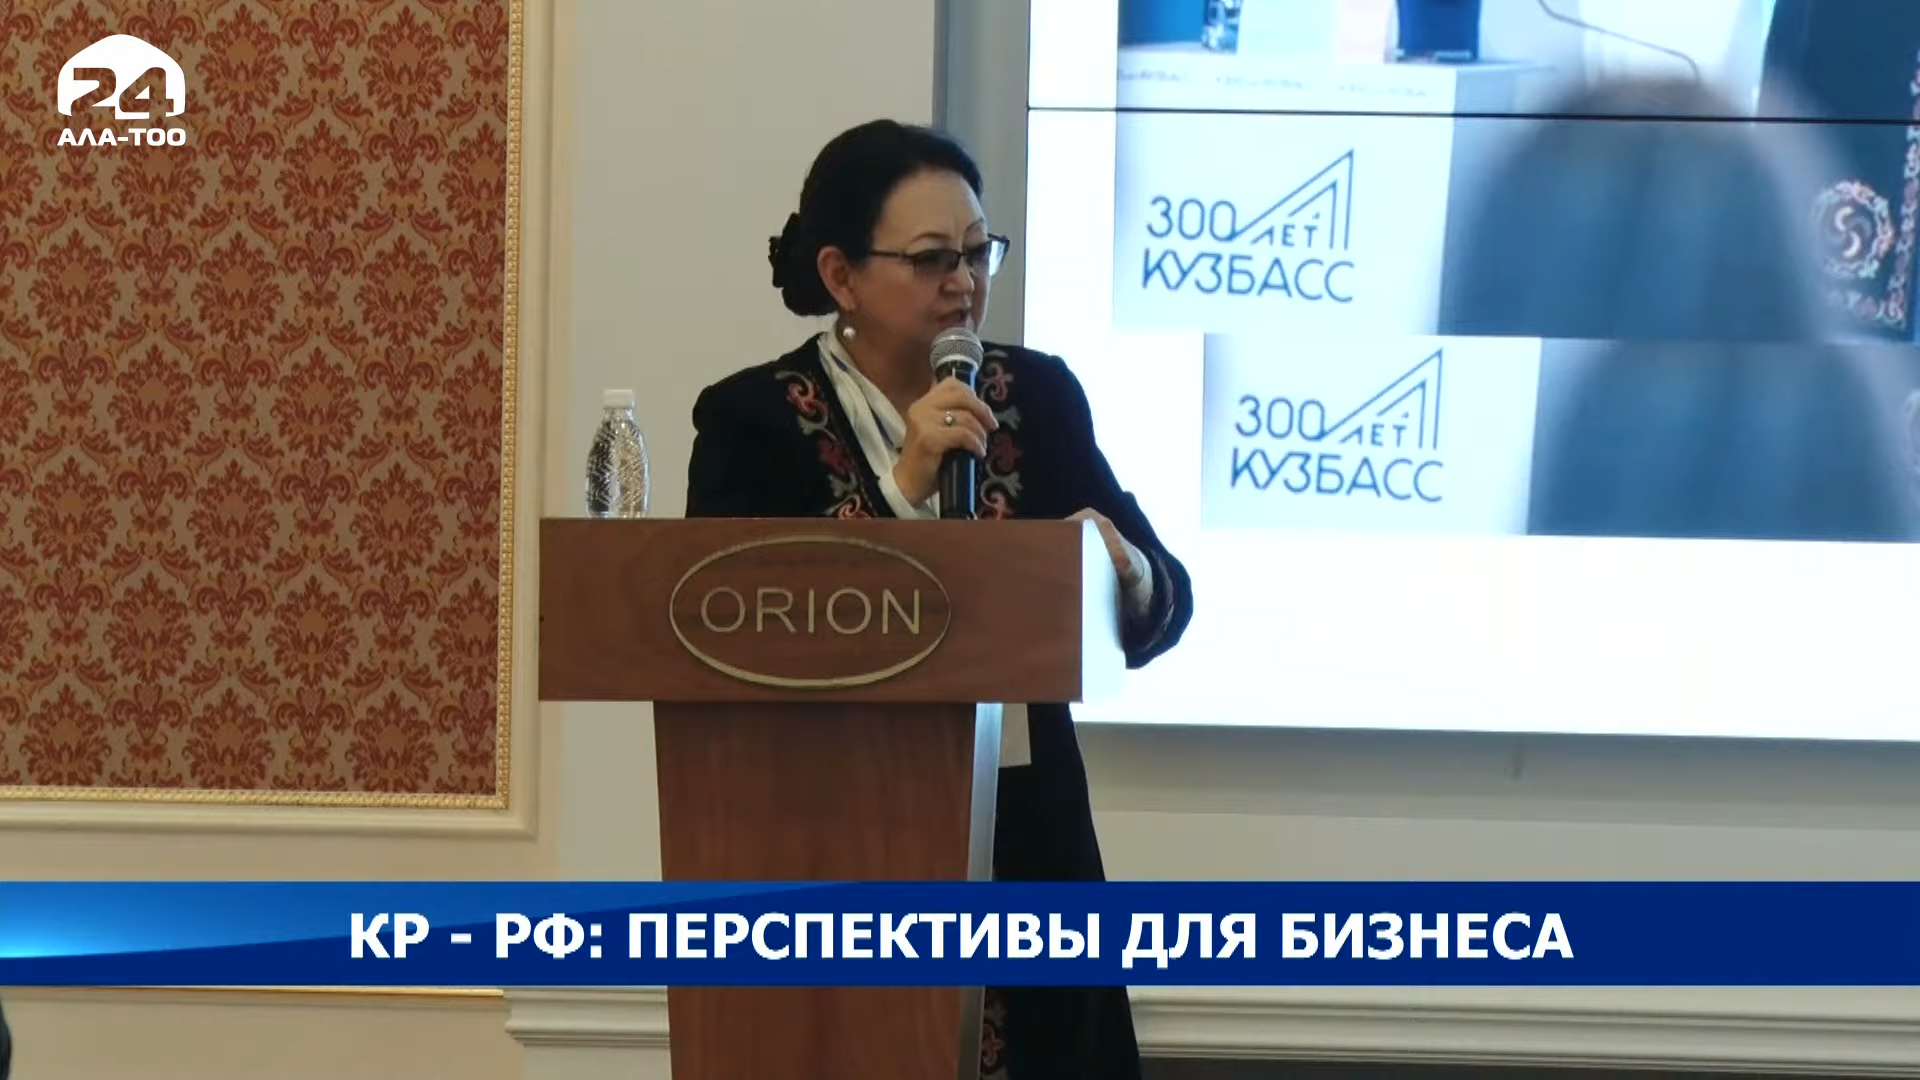 24
АЛА-ТОО
300 ЛЕТ
КУЗБАСС
300 ЛЕТ
КУЗБАСС
ORION
КР - РФ: ПЕРСПЕКТИВЫ ДЛЯ БИЗНЕСА